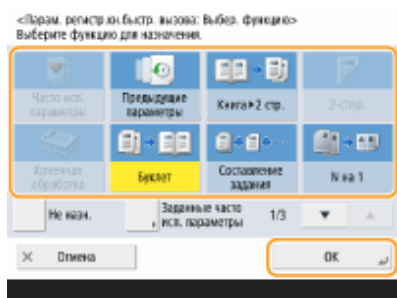 <Парам. регистр.кн.быстр. вызова: Выбер. функцию>
Выберите функцию для назначения.
Часто исп. параметры
Предыдущие параметры
Книга▸2 стр.
2-стор.
Конечная обработка
Буклет
Составление задания
N на 1
Не назн.
Заданные часто исп. параметры
1/3
Отмена
OK